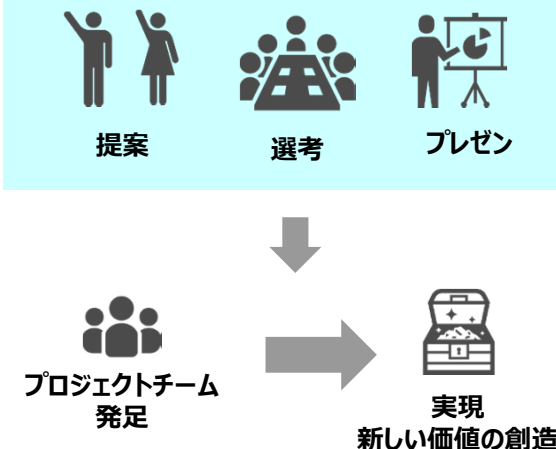 提案
選考
プレゼン
プロジェクトチーム
発足
実現
新しい価値の創造